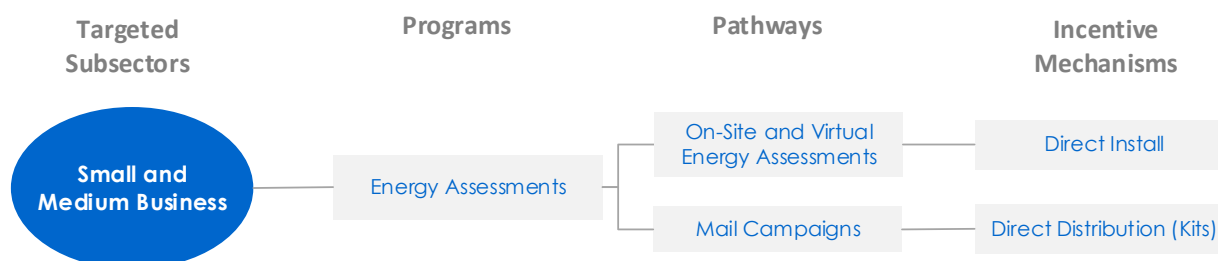 Targeted
Subsectors
Programs
Pathways
Incentive
Mechanisms
Small and
Medium Business
Energy Assessments
On-Site and Virtual
Energy Assessments
Direct Install
Mail Campaigns
Direct Distribution (Kits)